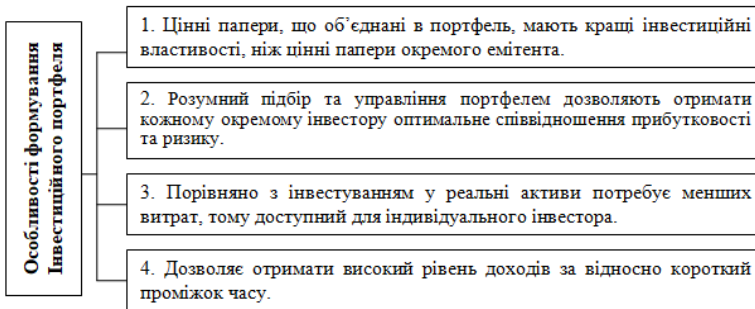 Особливості формування
Інвестиційного портфеля
1. Цінні папери, що об’єднані в портфель, мають кращі інвестиційні
властивості, ніж цінні папери окремого емітента.
2. Розумний підбір та управління портфелем дозволяють отримати
кожному окремому інвестору оптимальне співвідношення прибутковості
та ризику.
3. Порівняно з інвестуванням у реальні активи потребує менших
витрат, тому доступний для індивідуального інвестора.
4. Дозволяє отримати високий рівень доходів за відносно короткий
проміжок часу.